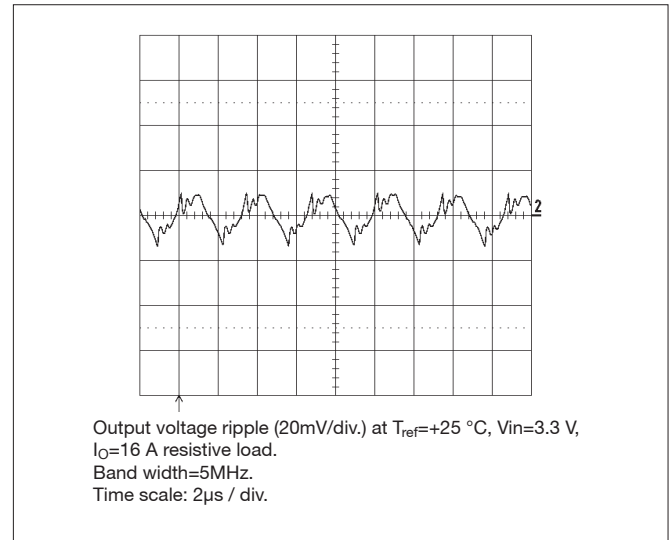 2
Output voltage ripple (20mV/div.) at Tref=+25 °C, Vin=3.3 V,
IO=16 A resistive load.
Band width=5MHz.
Time scale: 2µs / div.